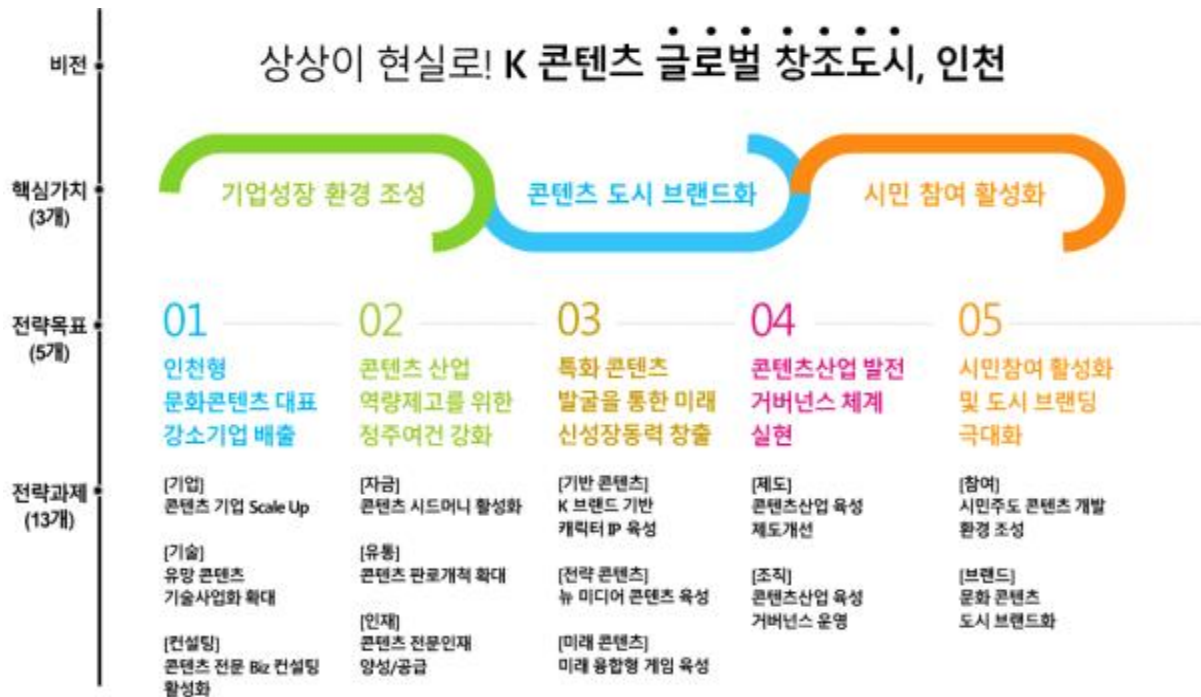 비전
상상이 현실로! K 콘텐츠 글로벌 창조도시, 인천
핵심가치
(3개)
기업성장 환경 조성
콘텐츠 도시 브랜드화
시민 참여 활성화
전략목표
(5개)
01
인천형
문화콘텐츠 대표
강소기업 배출
02
콘텐츠 산업
역량제고를 위한
정주여건 강화
03
특화 콘텐츠
발굴을 통한 미래
신성장동력 창출
04
콘텐츠산업 발전
거버넌스 체계
실현
05
시민참여 활성화
및 도시 브랜딩
극대화
전략과제
(13개)
[기업]
콘텐츠 기업 Scale Up
[기술]
유망 콘텐츠
기술사업화 확대
[컨설팅]
콘텐츠 전문 Biz 컨설팅
활성화
[자금]
콘텐츠 시드머니 활성화
[유통]
콘텐츠 판로개척 확대
[인재]
콘텐츠 전문인재
양성/공급
[기반 콘텐츠]
K 브랜드 기반
캐릭터 IP 육성
[전략 콘텐츠]
뉴 미디어 콘텐츠 육성
[미래 콘텐츠]
미래 융합형 게임 육성
[제도]
콘텐츠산업 육성
제도개선
[조직]
콘텐츠산업 육성
거버넌스 운영
[참여]
시민주도 콘텐츠 개발
환경 조성
[브랜드]
문화 콘텐츠
도시 브랜드화